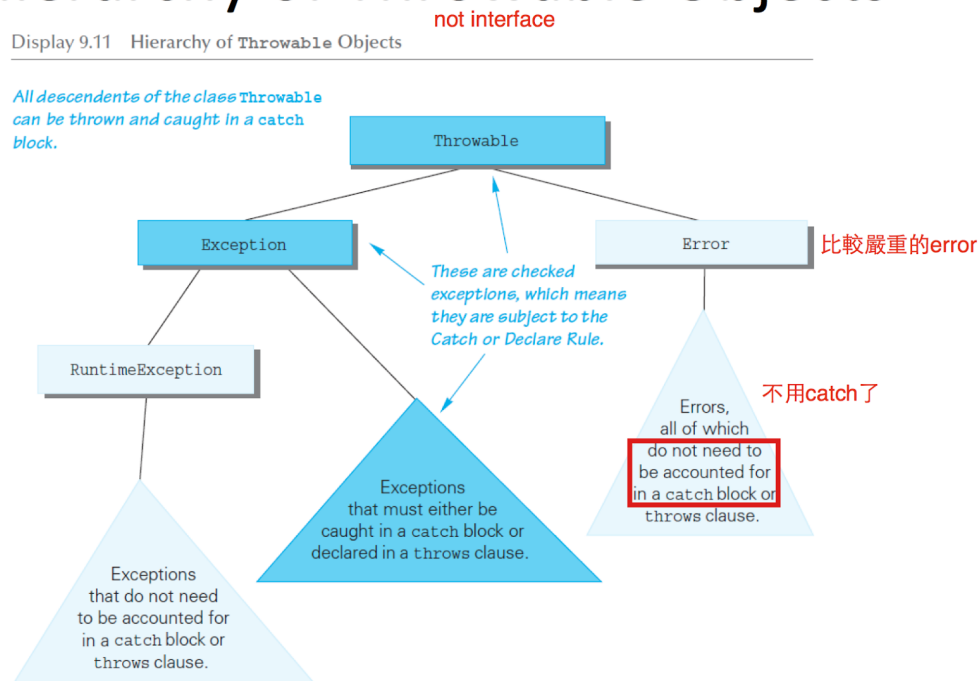 not interface
Display 9.11 Hierarchy of Throwable Objects
All descendents of the class Throwable
can be thrown and caught in a catch
block.
Throwable
Exception
Error
比較嚴重的error
These are checked
exceptions, which means
they are subject to the
Catch or Declare Rule.
RuntimeException
不用catch了
Errors,
all of which
do not need to
be accounted for
in a catch block or
throws clause.
Exceptions
that must either be
caught in a catch block or
declared in a throws clause.
Exceptions
that do not need
to be accounted for
in a catch block or
throws clause.